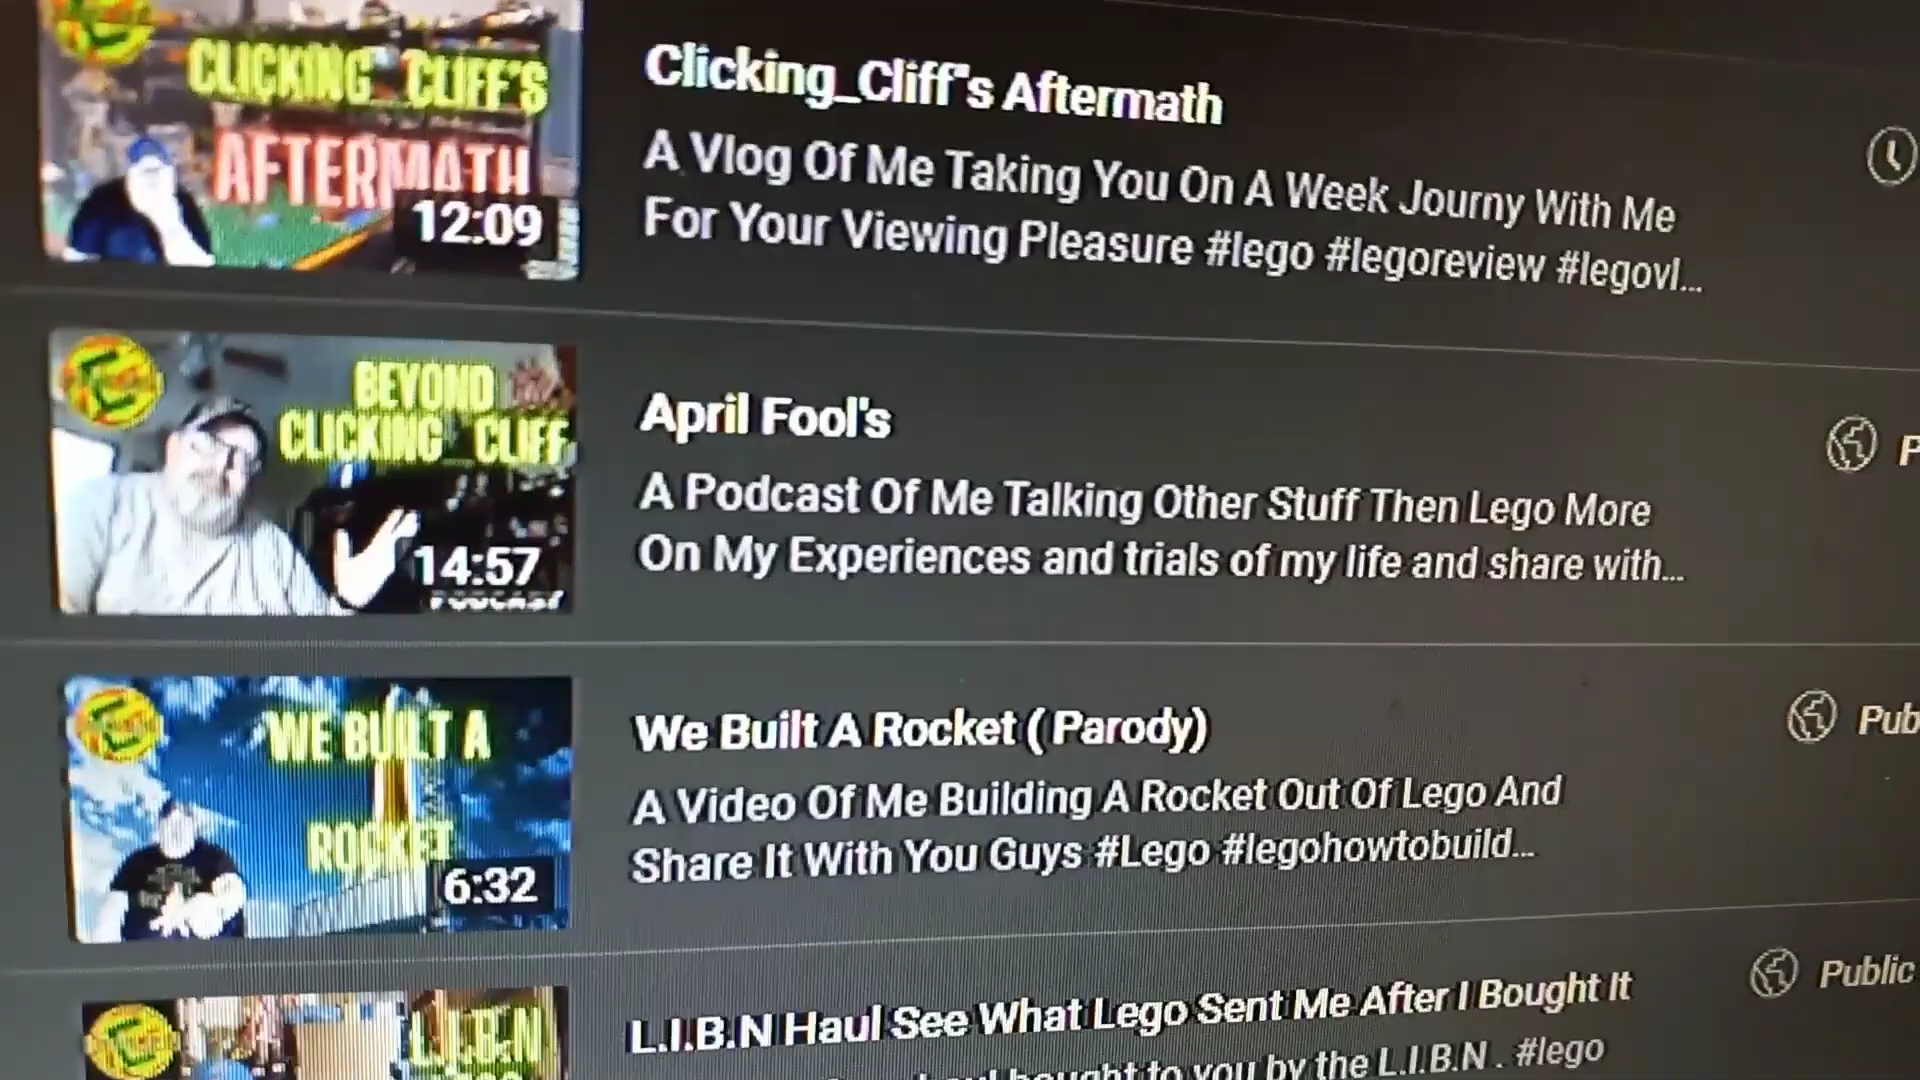 CLICKING_CLIFF'S
AFTERMATH
12:09
Clicking_Cliff's Aftermath
A Vlog Of Me Taking You On A Week Journy With Me
For Your Viewing Pleasure #lego #legoreview #legovl...
BEYOND
CLICKING_CLIFF
14:57
PODCAST
April Fool's
A Podcast Of Me Talking Other Stuff Then Lego More
On My Experiences and trials of my life and share with...
WE BUILT A
ROCKET
6:32
We Built A Rocket ( Parody)
A Video Of Me Building A Rocket Out Of Lego And
Share It With You Guys #Lego #legohowtobuild...
Pub
L.I.B.N
L.I.B.N Haul See What Lego Sent Me After I Bought It
bought to you by the L.I.B.N . #lego
Public